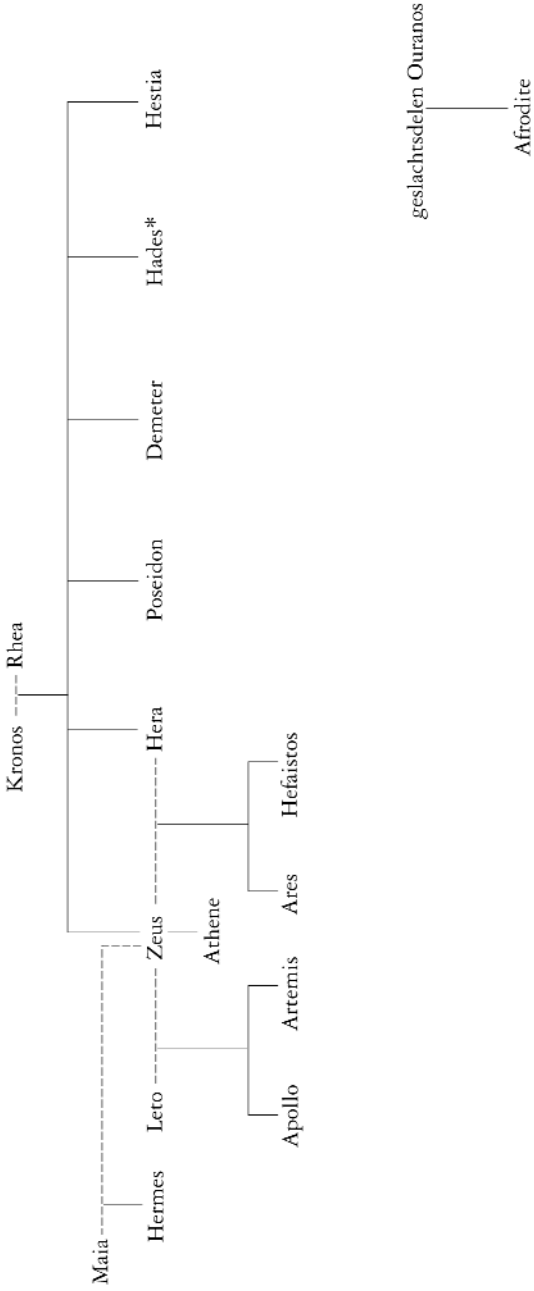 Kronos Rhea
Maia
Hermes Leto Zeus Hera Poseidon Demeter Hades* Hestia
Athene
Apollo Artemis Ares Hefaistos
geslachtsdelen Ouranos
Afrodite